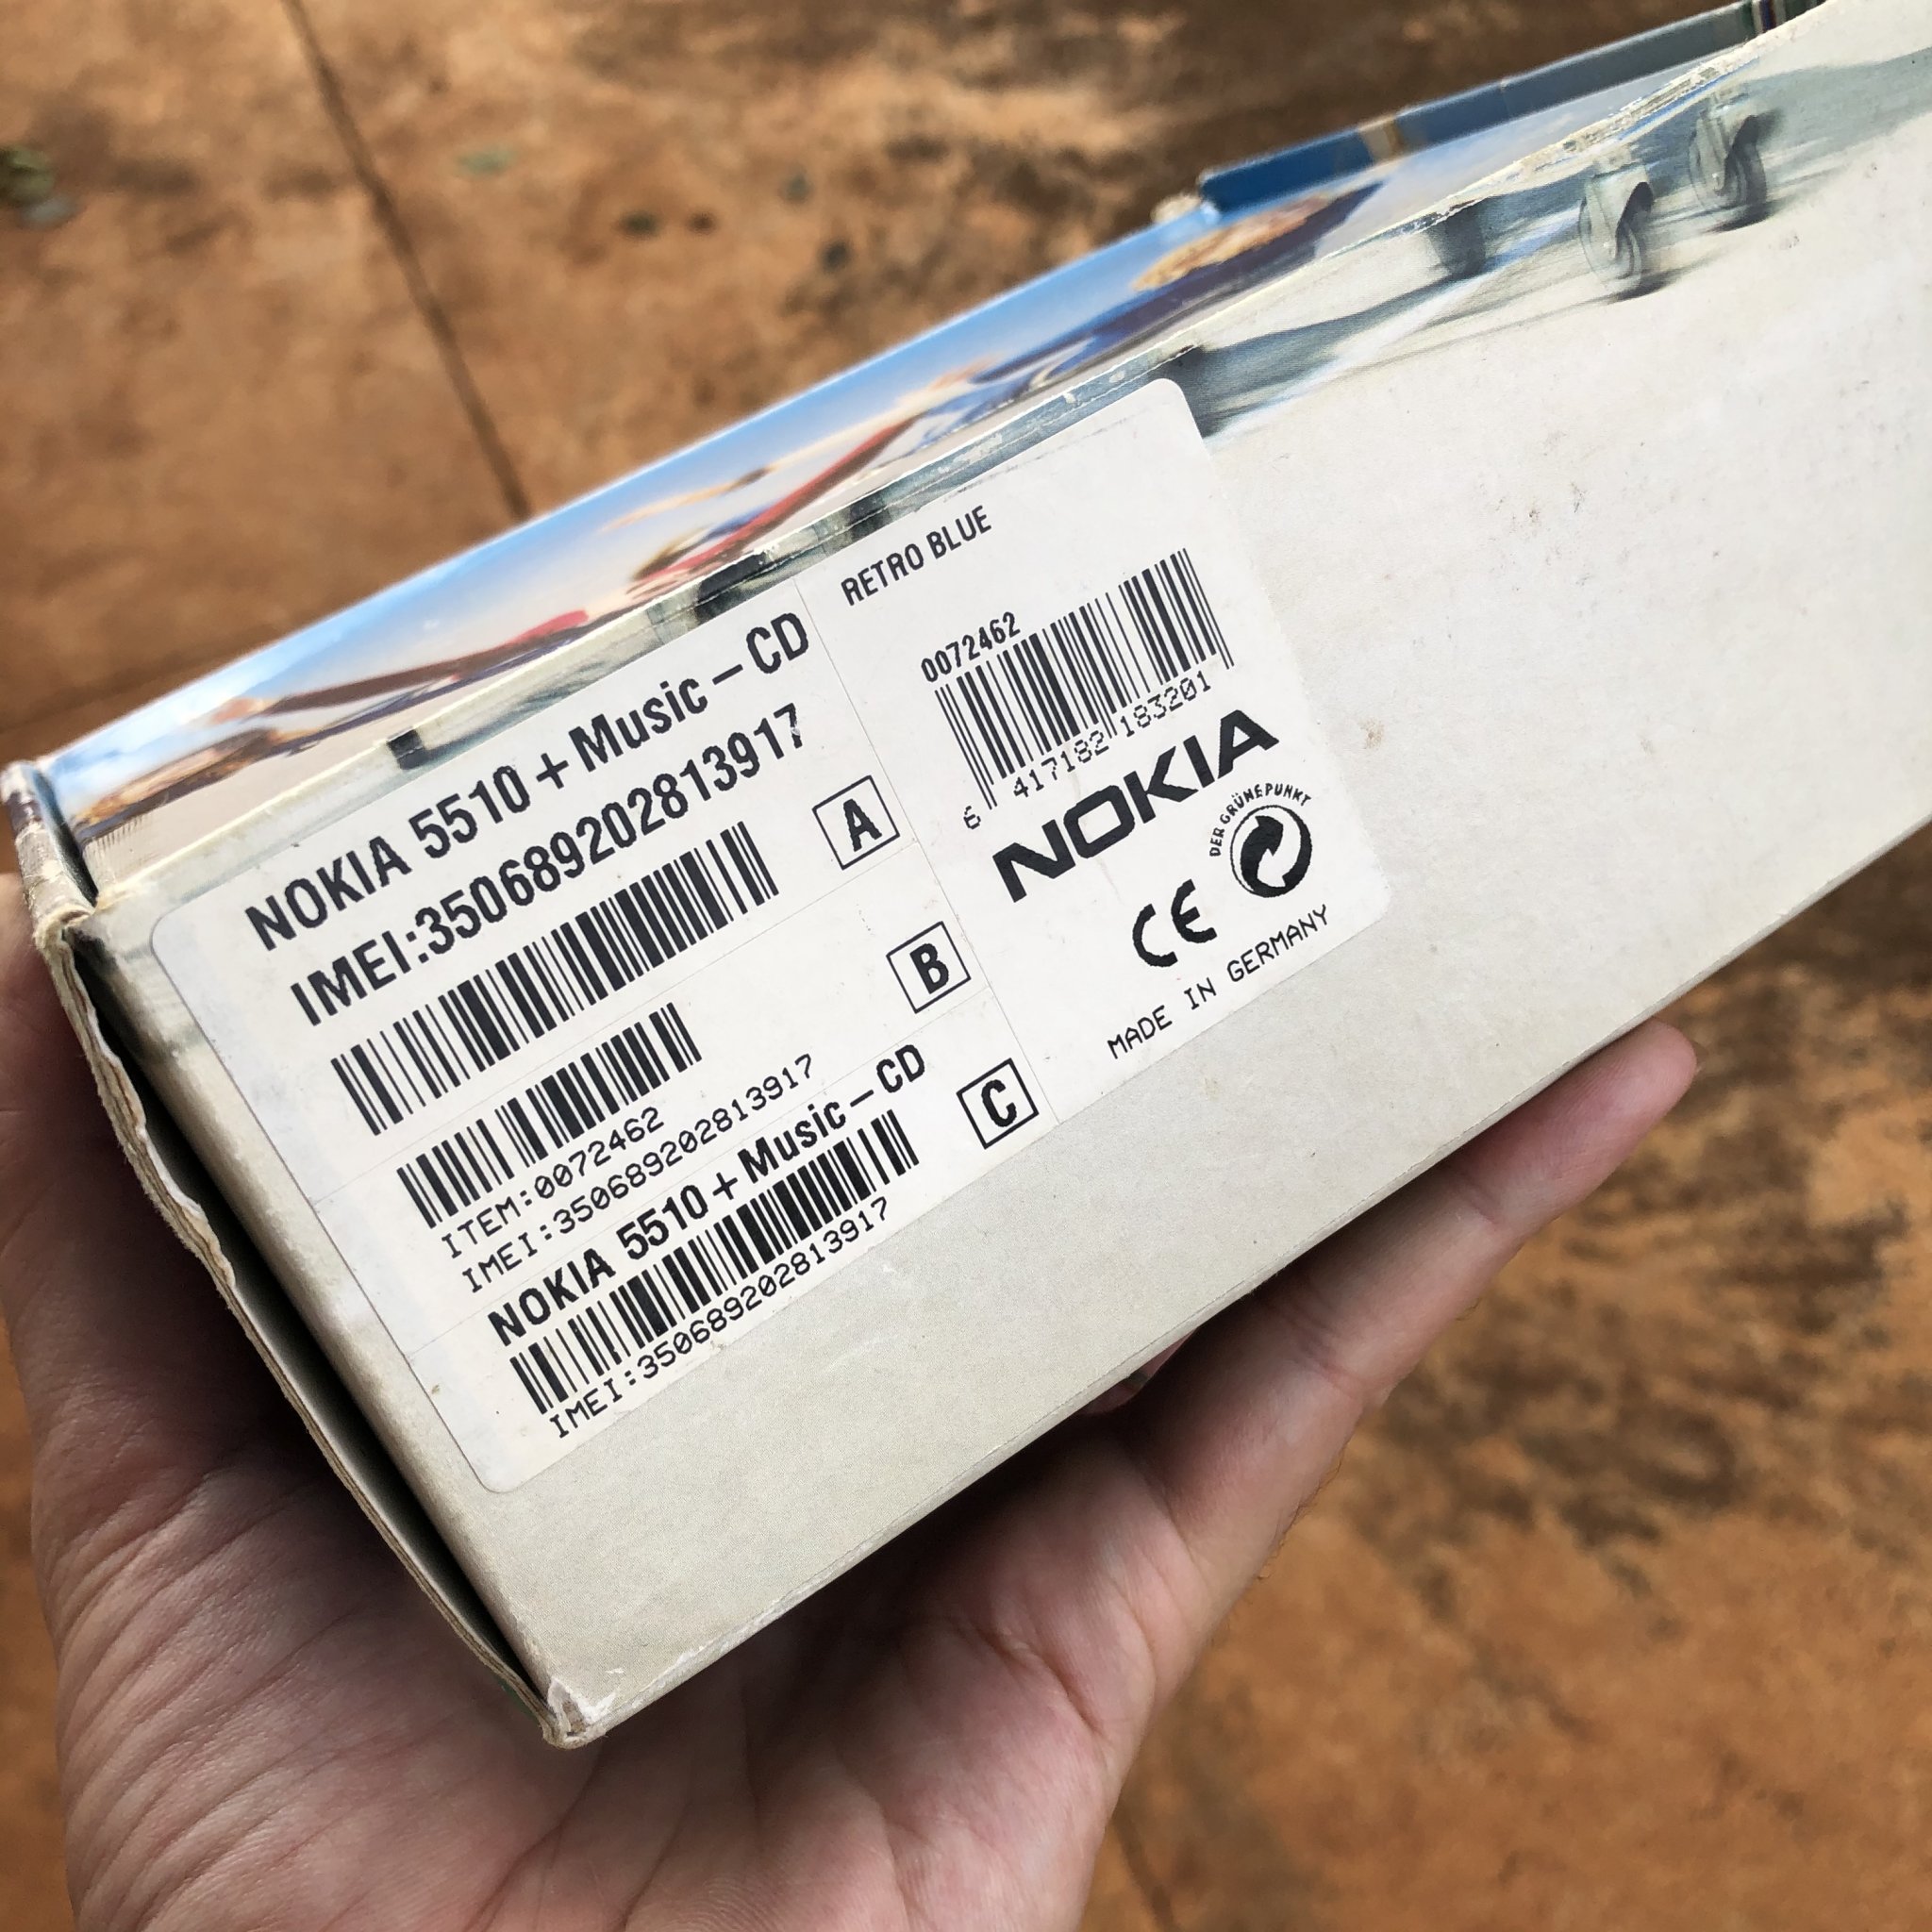 NOKIA 5510 + Music – CD
IMEI:350689202813917
A
B
ITEM:0072462
IMEI:350689202813917
NOKIA 5510 + Music – CD
C
IMEI:350689202813917
RETRO BLUE
0072462
6 417182 183201
NOKIA
DER GRÜNE PUNKT
CE
MADE IN GERMANY